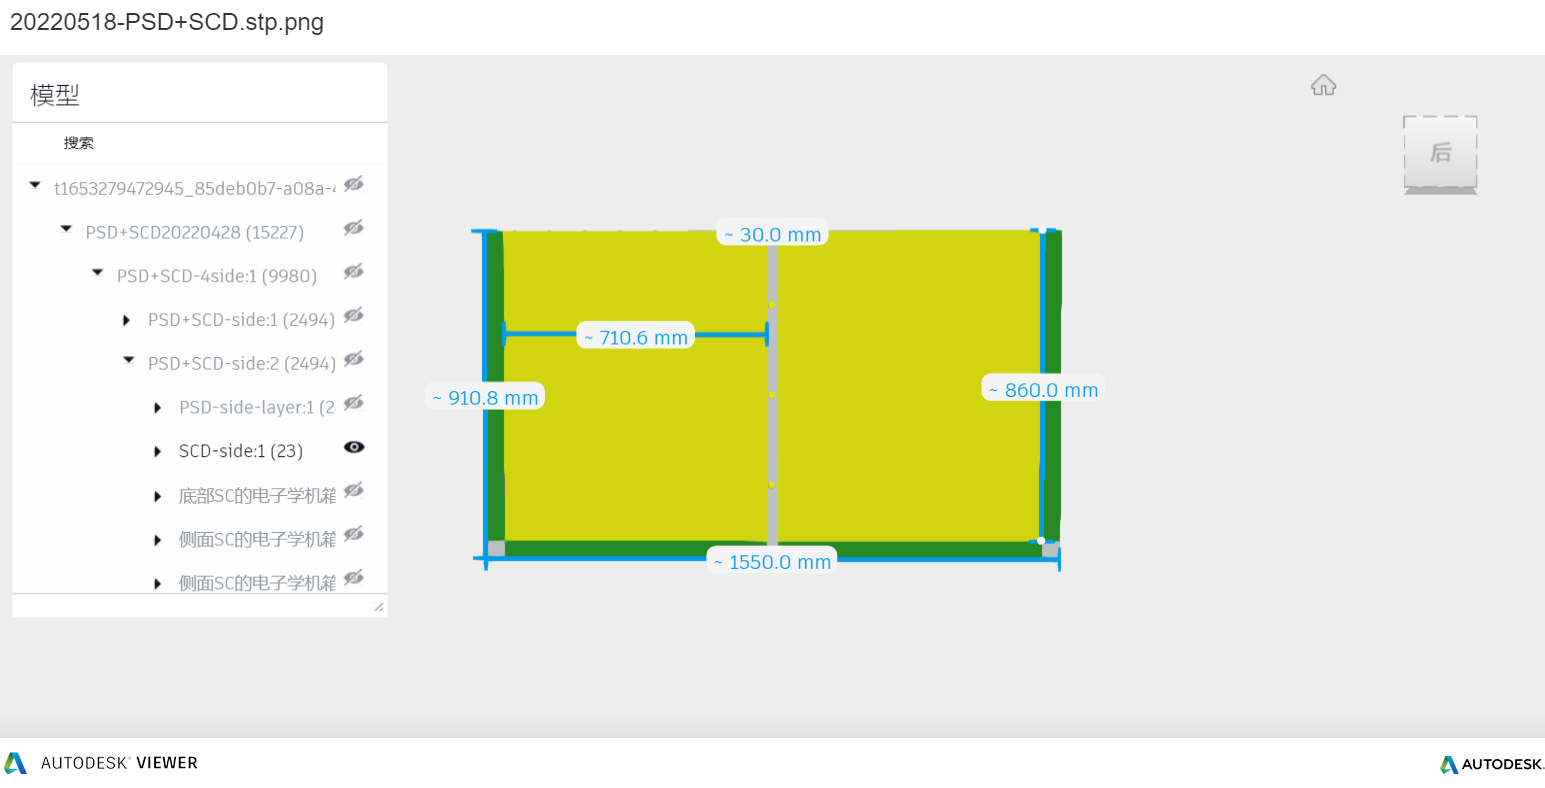 20220518-PSD+SCD.stp.png
模型
搜索
t1653279472945_85deb0b7-a08a-
PSD+SCD20220428 (15227)
PSD+SCD-4side:1 (9980)
PSD+SCD-side:1 (2494)
PSD+SCD-side:2 (2494)
PSD-side-layer:1 (2
SCD-side:1 (23)
底部SC的电子学机箱
侧面SC的电子学机箱
侧面SC的电子学机箱
后
~ 30.0 mm
~ 710.6 mm
~ 910.8 mm
~ 860.0 mm
~ 1550.0 mm
AUTODESK® VIEWER
AUTODESK.